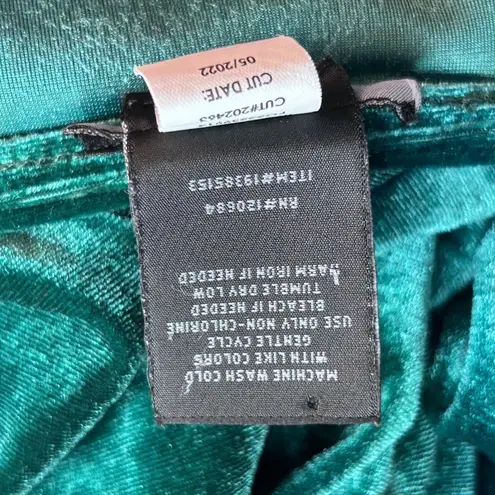 MACHINE WASH COLD
WITH LIKE COLORS
GENTLE CYCLE
USE ONLY NON-CHLORINE
BLEACH IF NEEDED
TUMBLE DRY LOW
WARM IRON IF NEEDED
RN#120684
ITEM#19385153
CUT#202463
CUT DATE:
05/2022